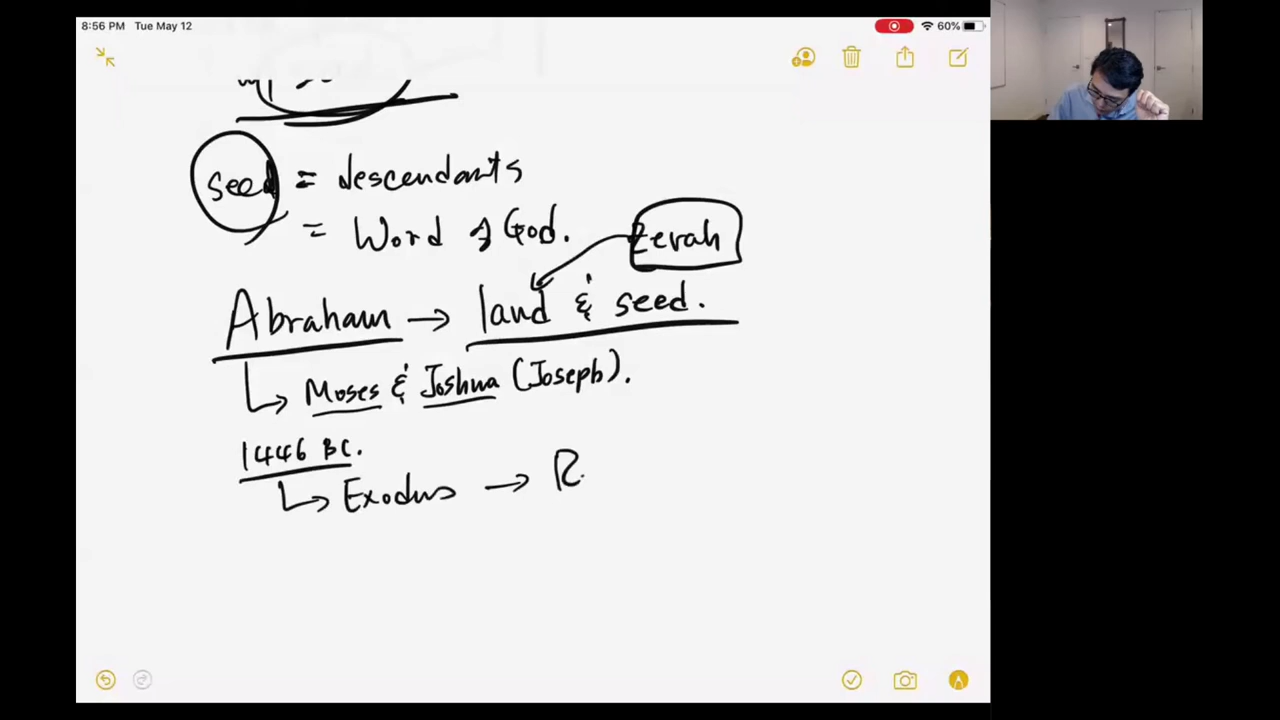 8:56 PM Tue May 12
60%
seed = descendants
= Word of God.
zerah
Abraham → land & seed.
↳ Moses & Joshua (Joseph).
1446 BC.
↳ Exodus → R